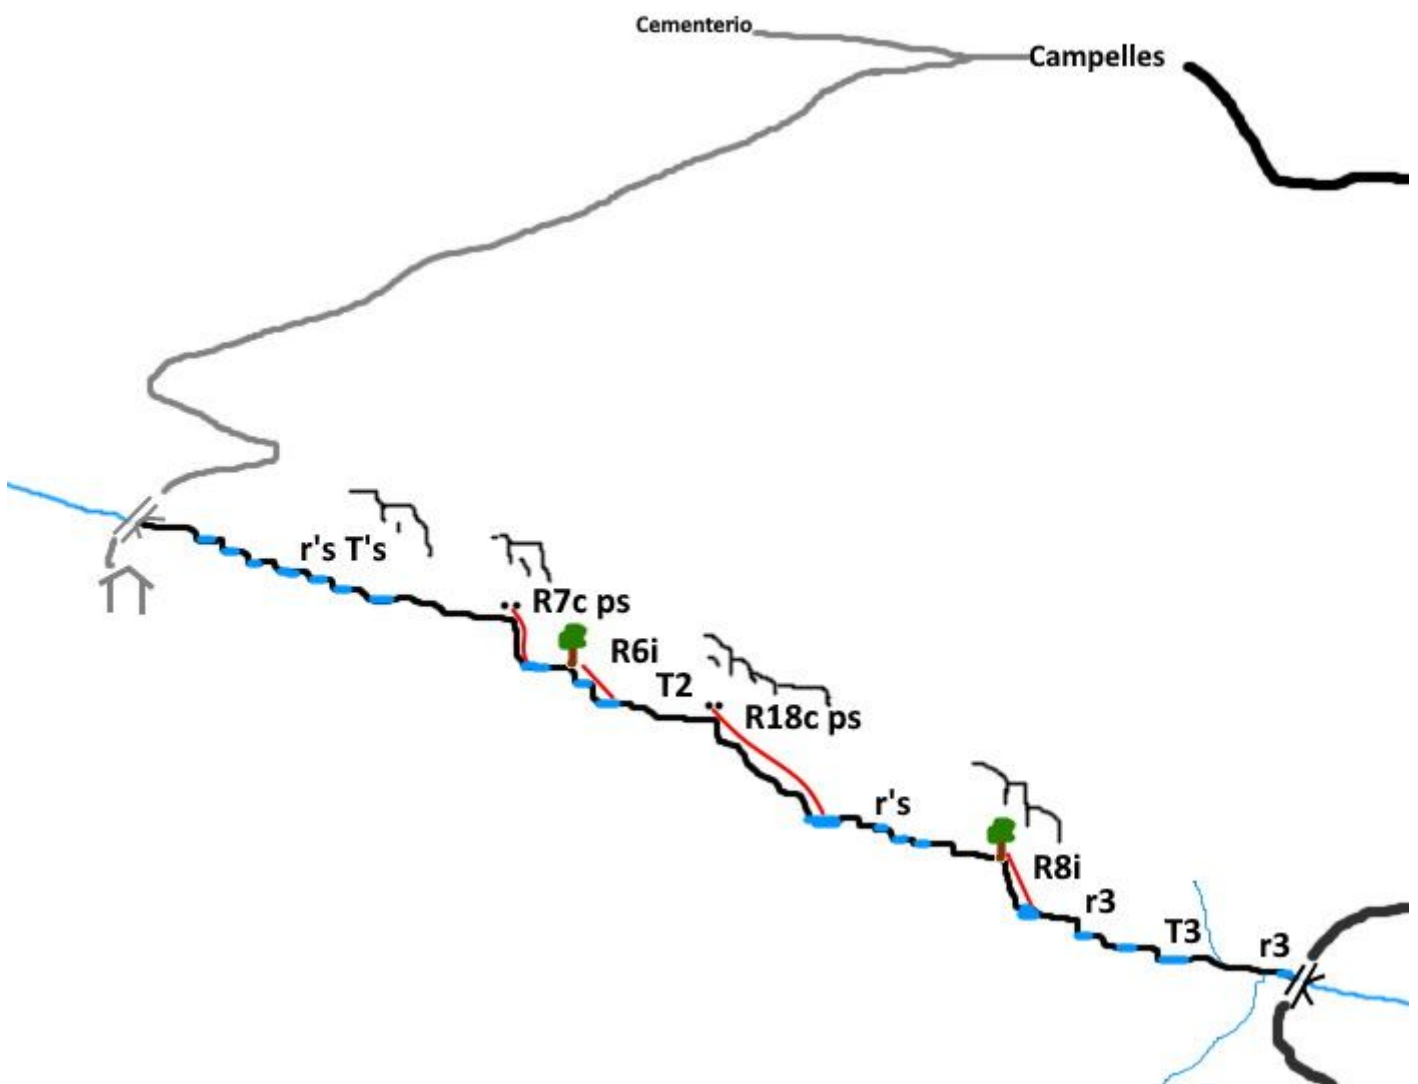 Cementerio
Campelles
r's T's
R7c ps
R6i
T2
R18c ps
r's
R8i
r3
T3
r3